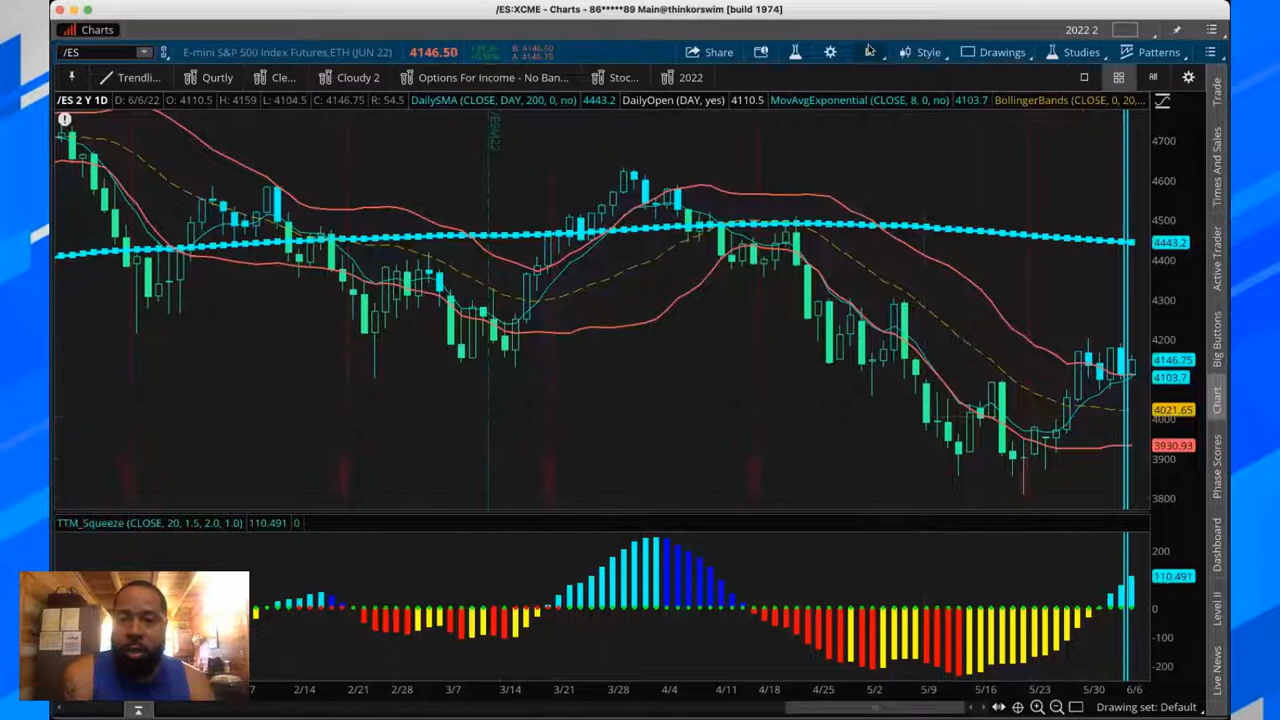 /ES:XCME - Charts - 86*****89 Main@thinkorswim [build 1974]
Charts
2022 2
/ES
E-mini S&P 500 Index Futures,ETH (JUN 22)
4146.50
B: 4146.50
A: 4146.75
Share
Style
Drawings
Studies
Patterns
Trendli...
Qurtly
Cle...
Cloudy 2
Options For Income - No Ban...
Stoc...
2022
/ES 2 Y 1D
D: 6/6/22
O: 4110.5
H: 4159
L: 4104.5
C: 4146.75
R: 54.5
DailySMA (CLOSE, DAY, 200, 0, no)
4443.2
DailyOpen (DAY, yes)
4110.5
MovAvgExponential (CLOSE, 8, 0, no)
4103.7
BollingerBands (CLOSE, 0, 20,...
/ESM22
4700
4600
4500
4443.2
4400
4300
4200
4146.75
4103.7
4021.65
4000
3930.93
3900
3800
TTM_Squeeze (CLOSE, 20, 1.5, 2.0, 1.0)
110.491
0
200
110.491
0
-100
-200
7
2/14
2/21
2/28
3/7
3/14
3/21
3/28
4/4
4/11
4/18
4/25
5/2
5/9
5/16
5/23
5/30
6/6
Drawing set: Default
Trade
Times And Sales
Active Trader
Big Buttons
Chart
Phase Scores
Dashboard
Level II
Live News